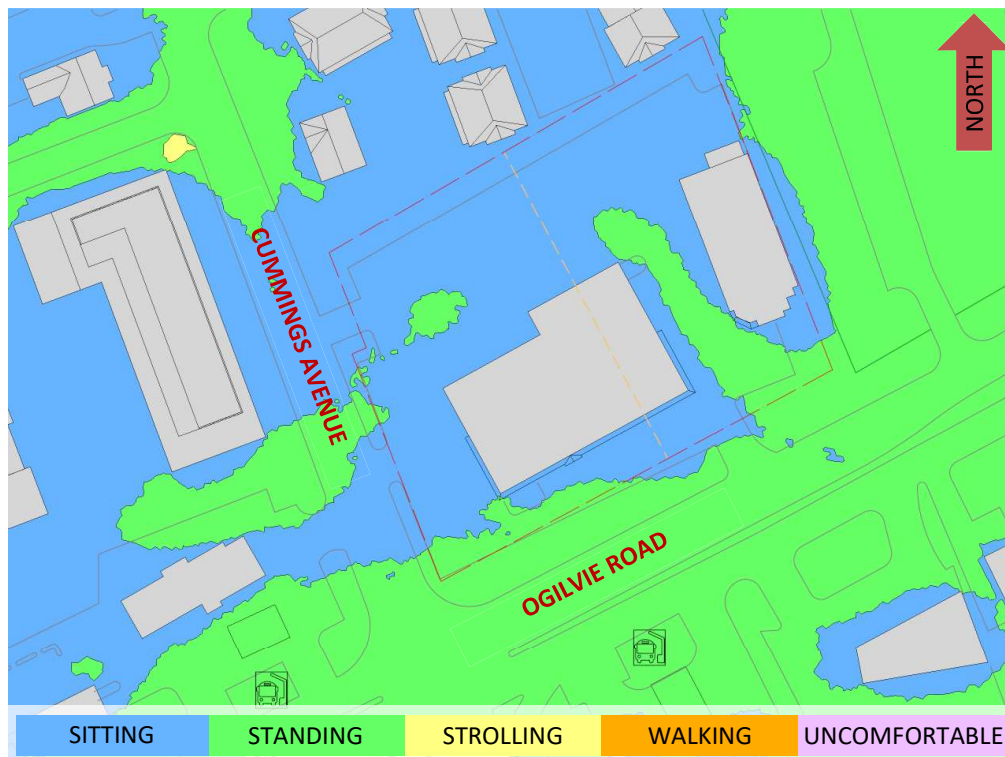 NORTH
CUMMINGS AVENUE
OGILVIE ROAD
SITTING
STANDING
STROLLING
WALKING
UNCOMFORTABLE